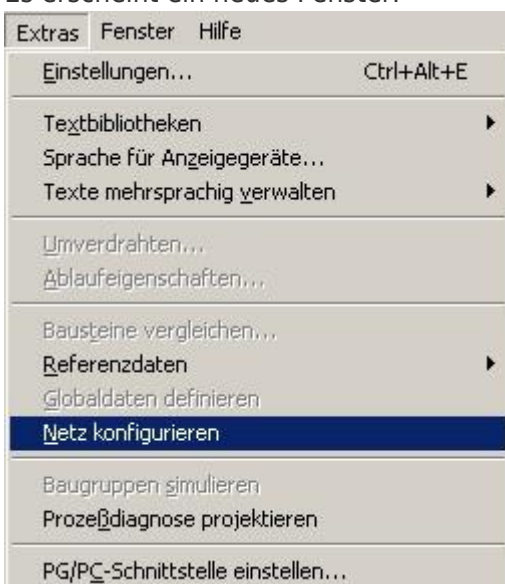 Es erscheint ein neues Fenster.
Extras Fenster Hilfe
Einstellungen... Ctrl+Alt+E
Textbibliotheken
Sprache für Anzeigegeräte...
Texte mehrsprachig verwalten
Umverdrahten...
Ablaufeigenschaften...
Bausteine vergleichen...
Referenzdaten
Globaldaten definieren
Netz konfigurieren
Baugruppen simulieren
Prozeßdiagnose projektieren
PG/PC-Schnittstelle einstellen...